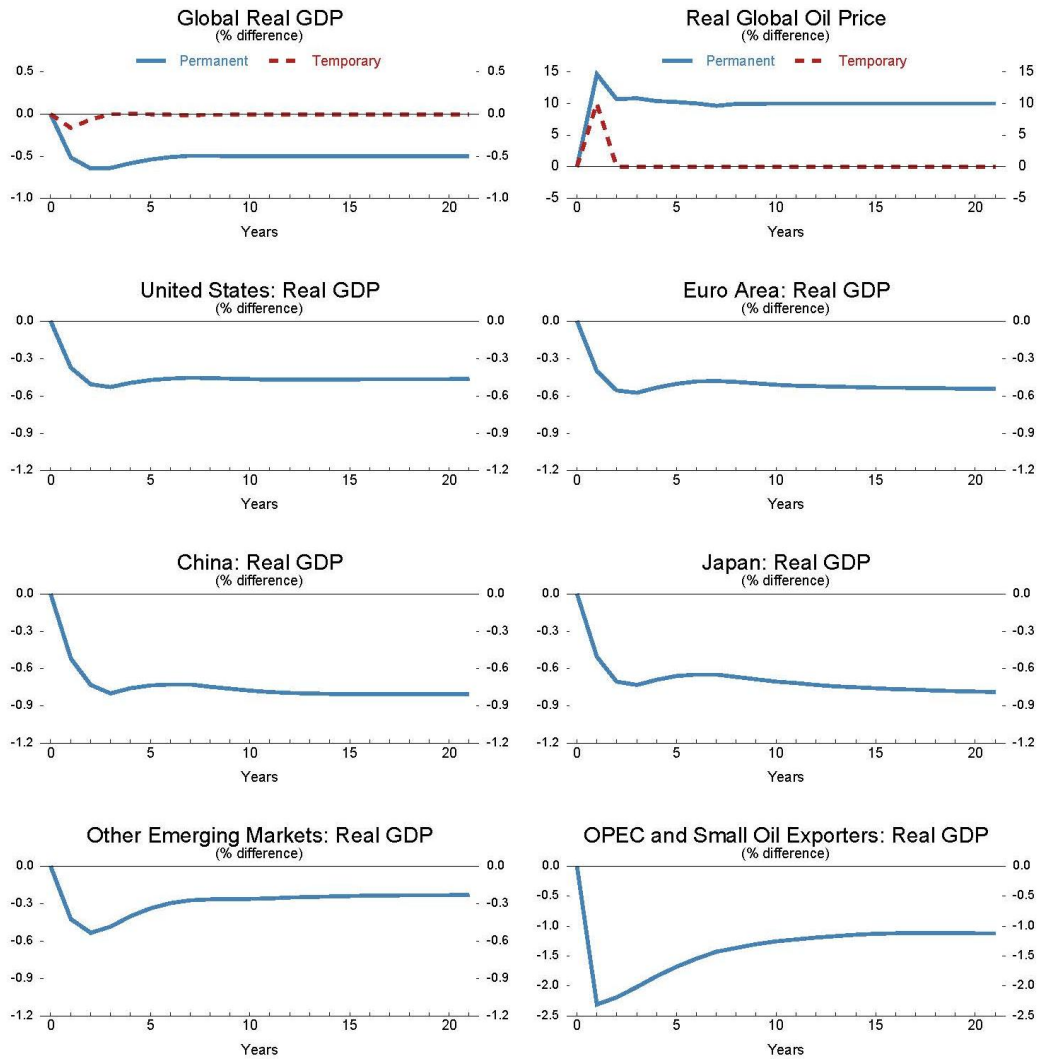 Global Real GDP
(% difference)
Permanent Temporary
0.5 0.5
0.0 0.0
-0.5 -0.5
-1.0 -1.0
0 5 10 15 20
Years
Real Global Oil Price
(% difference)
Permanent Temporary
15 15
10 10
5 5
0 0
-5 -5
0 5 10 15 20
Years
United States: Real GDP
(% difference)
0.0 0.0
-0.3 -0.3
-0.6 -0.6
-0.9 -0.9
-1.2 -1.2
0 5 10 15 20
Years
Euro Area: Real GDP
(% difference)
0.0 0.0
-0.3 -0.3
-0.6 -0.6
-0.9 -0.9
-1.2 -1.2
0 5 10 15 20
Years
China: Real GDP
(% difference)
0.0 0.0
-0.3 -0.3
-0.6 -0.6
-0.9 -0.9
-1.2 -1.2
0 5 10 15 20
Years
Japan: Real GDP
(% difference)
0.0 0.0
-0.3 -0.3
-0.6 -0.6
-0.9 -0.9
-1.2 -1.2
0 5 10 15 20
Years
Other Emerging Markets: Real GDP
(% difference)
0.0 0.0
-0.3 -0.3
-0.6 -0.6
-0.9 -0.9
-1.2 -1.2
0 5 10 15 20
Years
OPEC and Small Oil Exporters: Real GDP
(% difference)
0.0 0.0
-0.5 -0.5
-1.0 -1.0
-1.5 -1.5
-2.0 -2.0
-2.5 -2.5
0 5 10 15 20
Years